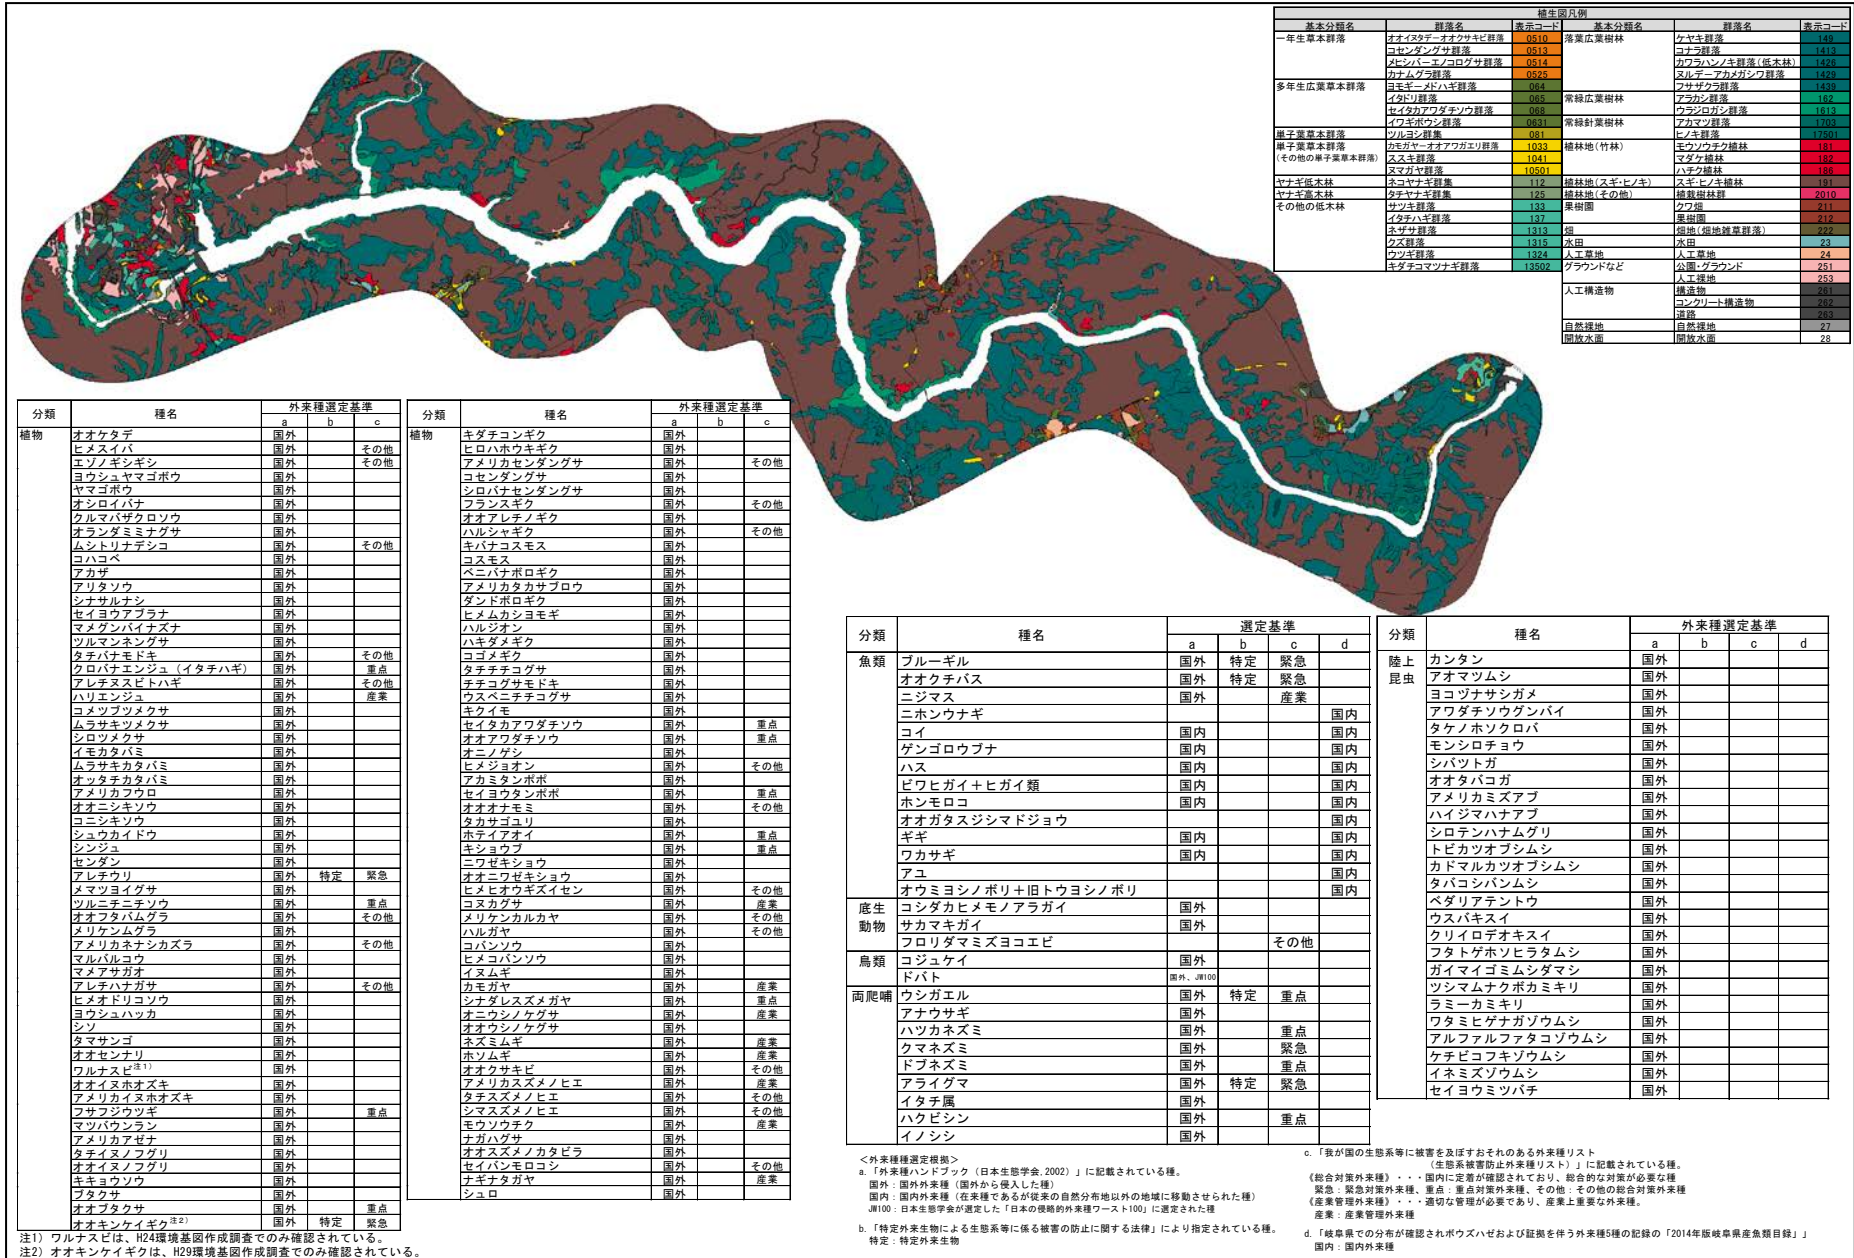 植生図凡例
基本分類名 群落名 表示コード 基本分類名 群落名 表示コード
一年生草本群落 オオイヌタデーオオクサキビ群落 0510 落葉広葉樹林 ケヤキ群落 149
コセンダングサ群落 0513 コナラ群落 1413
メヒシバーエノコログサ群落 0514 カワラハンノキ群落(低木林) 1426
カナムグラ群落 0525 ヌルデーアカメガシワ群落 1429
多年生広葉草本群落 ヨモギーメドハギ群落 064 フサザクラ群落 1439
イタドリ群落 065 常緑広葉樹林 アラカシ群落 162
セイタカアワダチソウ群落 068 ウラジロガシ群落 1613
イワギボウシ群落 0631 常緑針葉樹林 アカマツ群落 1703
単子葉草本群落 ツルヨシ群集 081 ヒノキ群落 17501
単子葉草本群落 カモガヤーオオアワガエリ群落 1033 植林地(竹林) モウソウチク植林 181
(その他の単子葉草本群落) ススキ群落 1041 マダケ植林 182
ヌマガヤ群落 10501 ハチク植林 186
ヤナギ低木林 ネコヤナギ群集 112 植林地(スギ・ヒノキ) スギ・ヒノキ植林 191
ヤナギ高木林 タチヤナギ群集 125 植林地(その他) 植栽樹林群 2010
その他の低木林 サツキ群落 133 果樹園 クワ畑 211
イタチハギ群落 137 果樹園 212
ネザサ群落 1313 畑 畑地(畑地雑草群落) 222
クズ群落 1315 水田 水田 23
ウツギ群落 1324 人工草地 人工草地 24
キダチコマツナギ群落 13502 グラウンドなど 公園・グラウンド 251
人工裸地 253
人工構造物 構造物 261
コンクリート構造物 262
道路 263
自然裸地 自然裸地 27
開放水面 開放水面 28
分類 種名 外来種選定基準
a b c
植物 オオケタデ 国外
ヒメスイバ 国外 その他
エゾノギシギシ 国外 その他
ヨウシュヤマゴボウ 国外
ヤマゴボウ 国外
オシロイバナ 国外
クルマバザクロソウ 国外
オランダミミナグサ 国外
ムシトリナデシコ 国外 その他
コハコベ 国外
アカザ 国外
アリタソウ 国外
シナサルナシ 国外
セイヨウアブラナ 国外
マメグンバイナズナ 国外
ツルマンネングサ 国外
タチバナモドキ 国外 その他
クロバナエンジュ(イタチハギ) 国外 重点
アレチヌスビトハギ 国外 その他
ハリエンジュ 国外 産業
コメツブツメクサ 国外
ムラサキツメクサ 国外
シロツメクサ 国外
イモカタバミ 国外
ムラサキカタバミ 国外
オッタチカタバミ 国外
アメリカフウロ 国外
オオニシキソウ 国外
コニシキソウ 国外
シュウカイドウ 国外
シンジュ 国外
センダン 国外
アレチウリ 国外 特定 緊急
メマツヨイグサ 国外
ツルニチニチソウ 国外 重点
オオフタバムグラ 国外 その他
メリケンムグラ 国外
アメリカネナシカズラ 国外 その他
マルバルコウ 国外
マメアサガオ 国外
アレチハナガサ 国外 その他
ヒメオドリコソウ 国外
ヨウシュハッカ 国外
シソ 国外
タマサンゴ 国外
オオセンナリ 国外
ワルナスビ注1) 国外
オオイヌホオズキ 国外
アメリカイヌホオズキ 国外
フサフジウツギ 国外 重点
マツバウンラン 国外
アメリカアゼナ 国外
タチイヌノフグリ 国外
オオイヌノフグリ 国外
キキョウソウ 国外
ブタクサ 国外
オオブタクサ 国外 重点
オオキンケイギク注2) 国外 特定 緊急
注1) ワルナスビは、H24環境基図作成調査でのみ確認されている。
注2) オオキンケイギクは、H29環境基図作成調査でのみ確認されている。
分類 種名 外来種選定基準
a b c
植物 キダチコンギク 国外
ヒロハホウキギク 国外
アメリカセンダングサ 国外 その他
コセンダングサ 国外
シロバナセンダングサ 国外
フランスギク 国外 その他
オオアレチノギク 国外
ハルシャギク 国外 その他
キバナコスモス 国外
コスモス 国外
ベニバナボロギク 国外
アメリカタカサブロウ 国外
ダンドボロギク 国外
ヒメムカシヨモギ 国外
ハルジオン 国外
ハキダメギク 国外
コゴメギク 国外
タチチチコグサ 国外
チチコグサモドキ 国外
ウスベニチチコグサ 国外
キクイモ 国外
セイタカアワダチソウ 国外 重点
オオアワダチソウ 国外 重点
オニノゲシ 国外
ヒメジョオン 国外 その他
アカミタンポポ 国外
セイヨウタンポポ 国外 重点
オオオナモミ 国外 その他
タカサゴユリ 国外
ホテイアオイ 国外 重点
キショウブ 国外 重点
ニワゼキショウ 国外
オオニワゼキショウ 国外
ヒメヒオウギズイセン 国外 その他
コヌカグサ 国外 産業
メリケンカルカヤ 国外 その他
ハルガヤ 国外 その他
コバンソウ 国外
ヒメコバンソウ 国外
イヌムギ 国外
カモガヤ 国外 産業
シナダレスズメガヤ 国外 重点
オニウシノケグサ 国外 産業
オオウシノケグサ 国外
ネズミムギ 国外 産業
ホソムギ 国外 産業
オオクサキビ 国外 その他
アメリカスズメノヒエ 国外 産業
タチスズメノヒエ 国外 その他
シマスズメノヒエ 国外 その他
モウソウチク 国外 産業
ナガハグサ 国外
オオスズメノカタビラ 国外
セイバンモロコシ 国外 その他
ナギナタガヤ 国外 産業
シュロ 国外
分類 種名 選定基準
a b c d
魚類 ブルーギル 国外 特定 緊急
オオクチバス 国外 特定 緊急
ニジマス 国外 産業
ニホンウナギ 国内
コイ 国内 国内
ゲンゴロウブナ 国内 国内
ハス 国内 国内
ビワヒガイ+ヒガイ類 国内 国内
ホンモロコ 国内 国内
オオガタスジシマドジョウ 国内
ギギ 国内 国内
ワカサギ 国内 国内
アユ 国内
オウミヨシノボリ+旧トウヨシノボリ 国内
底生動物 コシダカヒメモノアラガイ 国外
サカマキガイ 国外
フロリダマミズヨコエビ その他
鳥類 コジュケイ 国外
ドバト 国外、JW100
両爬哺 ウシガエル 国外 特定 重点
アナウサギ 国外
ハツカネズミ 国外 重点
クマネズミ 国外 緊急
ドブネズミ 国外 重点
アライグマ 国外 特定 緊急
イタチ属 国外
ハクビシン 国外 重点
イノシシ 国外
分類 種名 外来種選定基準
a b c d
陸上昆虫 カンタン 国外
アオマツムシ 国外
ヨコヅナサシガメ 国外
アワダチソウグンバイ 国外
タケノホソクロバ 国外
モンシロチョウ 国外
シバツトガ 国外
オオタバコガ 国外
アメリカミズアブ 国外
ハイジマハナアブ 国外
シロテンハナムグリ 国外
トビカツオブシムシ 国外
カドマルカツオブシムシ 国外
タバコシバンムシ 国外
ベダリアテントウ 国外
ウスバキスイ 国外
クリイロデオキスイ 国外
フタトゲホソヒラタムシ 国外
ガイマイゴミムシダマシ 国外
ツシマムナクボカミキリ 国外
ラミーカミキリ 国外
ワタミヒゲナガゾウムシ 国外
アルファルファタコゾウムシ 国外
ケチビコフキゾウムシ 国外
イネミズゾウムシ 国外
セイヨウミツバチ 国外
<外来種種選定根拠>
a. 「外来種ハンドブック(日本生態学会.2002)」に記載されている種。
国外:国外外来種(国外から侵入した種)
国内:国内外来種(在来種であるが従来の自然分布地以外の地域に移動させられた種)
JW100:日本生態学会が選定した「日本の侵略的外来種ワースト100」に選定された種
b. 「特定外来生物による生態系等に係る被害の防止に関する法律」により指定されている種。
特定:特定外来生物
c. 「我が国の生態系等に被害を及ぼすおそれのある外来種リスト
(生態系被害防止外来種リスト)」に記載されている種。
《総合対策外来種》・・・国内に定着が確認されており、総合的な対策が必要な種
緊急:緊急対策外来種、重点:重点対策外来種、その他:その他の総合対策外来種
《産業管理外来種》・・・適切な管理が必要であり、産業上重要な外来種。
産業:産業管理外来種
d. 「岐阜県での分布が確認されボウズハゼおよび証拠を伴う外来種5種の記録の「2014年版岐阜県産魚類目録」」
国内:国内外来種